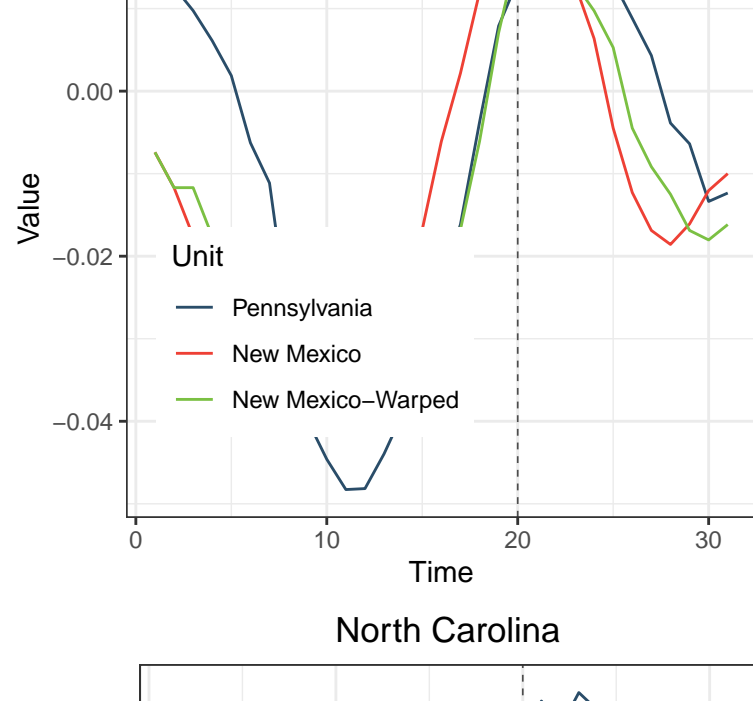 0.00
Value
−0.02
Unit
Pennsylvania
New Mexico
New Mexico−Warped
−0.04
0 10 20 30
Time
North Carolina